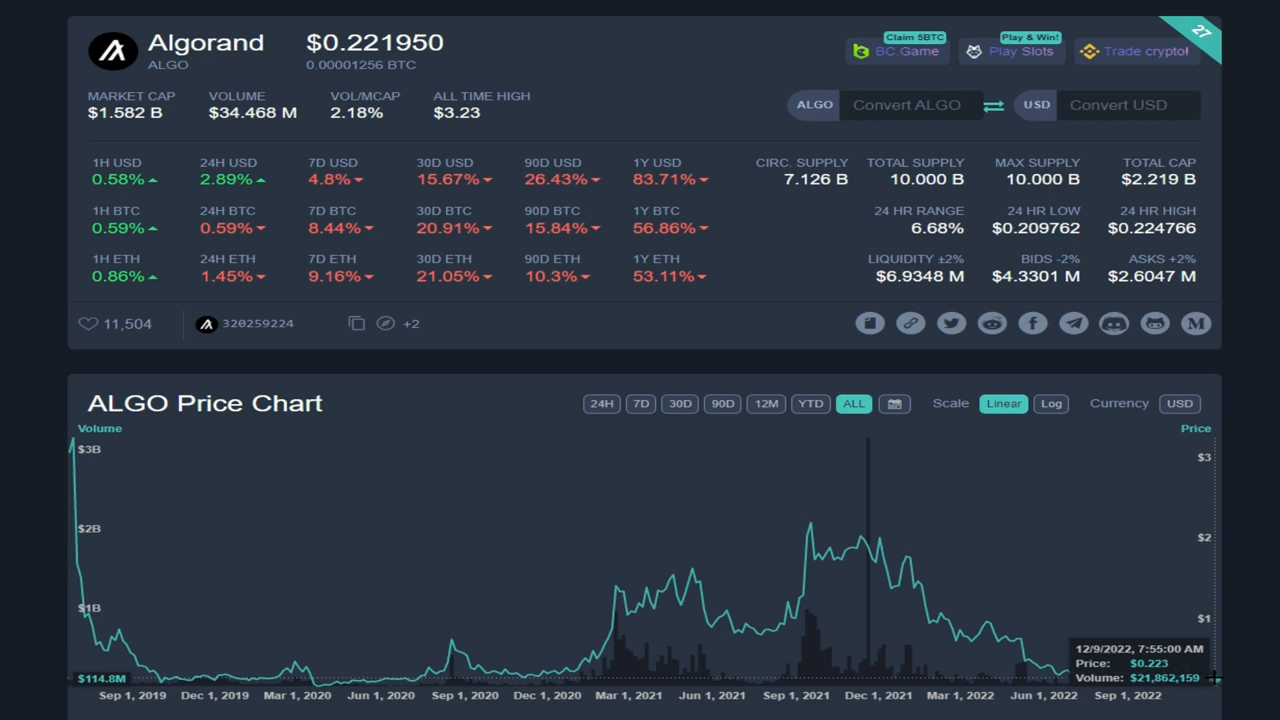 Algorand $0.221950
ALGO 0.00001256 BTC
Claim 5BTC Play & Win!
BC.Game Play Slots Trade crypto!
27
MARKET CAP VOLUME VOL/MCAP ALL TIME HIGH
$1.582 B $34.468 M 2.18% $3.23
ALGO Convert ALGO USD Convert USD
1H USD 24H USD 7D USD 30D USD 90D USD 1Y USD CIRC. SUPPLY TOTAL SUPPLY MAX SUPPLY TOTAL CAP
0.58% 2.89% 4.8% 15.67% 26.43% 83.71% 7.126 B 10.000 B 10.000 B $2.219 B
1H BTC 24H BTC 7D BTC 30D BTC 90D BTC 1Y BTC 24 HR RANGE 24 HR LOW 24 HR HIGH
0.59% 0.59% 8.44% 20.91% 15.84% 56.86% 6.68% $0.209762 $0.224766
1H ETH 24H ETH 7D ETH 30D ETH 90D ETH 1Y ETH LIQUIDITY ±2% BIDS -2% ASKS +2%
0.86% 1.45% 9.16% 21.05% 10.3% 53.11% $6.9348 M $4.3301 M $2.6047 M
11,504 320259224 +2
ALGO Price Chart 24H 7D 30D 90D 12M YTD ALL Scale Linear Log Currency USD
Volume Price
$3B $3
$2B $2
$1B $1
12/9/2022, 7:55:00 AM
Price: $0.223
Volume: $21,862,159
$114.8M
Sep 1, 2019 Dec 1, 2019 Mar 1, 2020 Jun 1, 2020 Sep 1, 2020 Dec 1, 2020 Mar 1, 2021 Jun 1, 2021 Sep 1, 2021 Dec 1, 2021 Mar 1, 2022 Jun 1, 2022 Sep 1, 2022